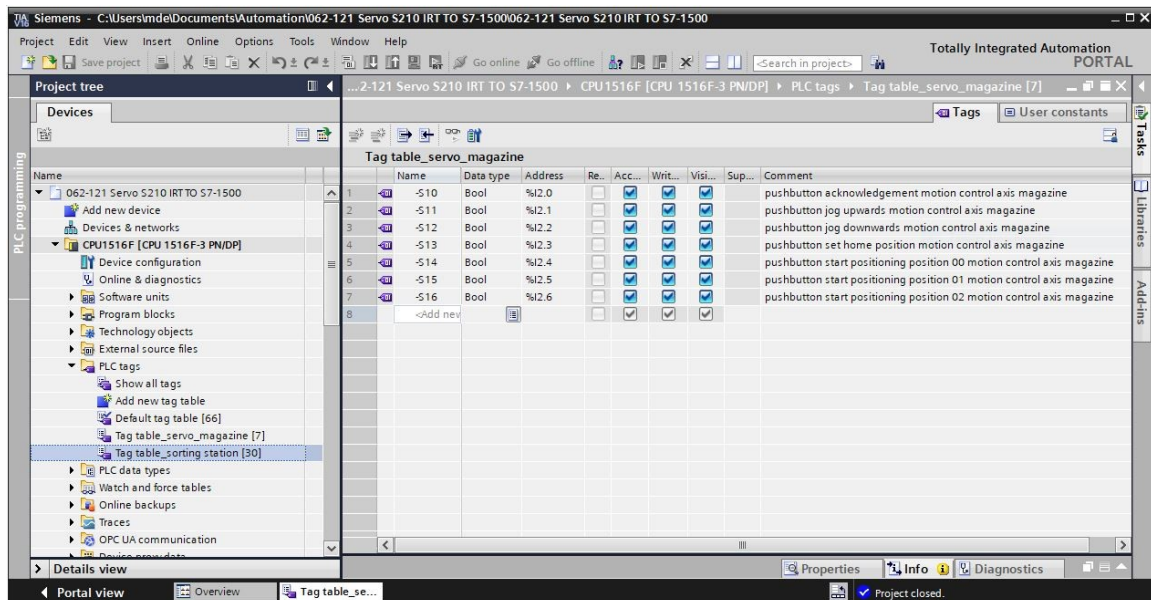 Siemens - C:\Users\mde\Documents\Automation\062-121 Servo S210 IRT TO S7-1500\062-121 Servo S210 IRT TO S7-1500
Project Edit View Insert Online Options Tools Window Help
Totally Integrated Automation
PORTAL
Save project Go online Go offline <Search in project>
Project tree
...2-121 Servo S210 IRT TO S7-1500 CPU1516F [CPU 1516F-3 PN/DP] PLC tags Tag table_servo_magazine [7]
Devices
Tags User constants
Tag table_servo_magazine
Name
Name Data type Address Re... Acc... Writ... Visi... Sup... Comment
062-121 Servo S210 IRT TO S7-1500
Add new device
Devices & networks
CPU1516F [CPU 1516F-3 PN/DP]
Device configuration
Online & diagnostics
Software units
Program blocks
Technology objects
External source files
PLC tags
Show all tags
Add new tag table
Default tag table [66]
Tag table_servo_magazine [7]
Tag table_sorting station [30]
PLC data types
Watch and force tables
Online backups
Traces
OPC UA communication
Device proxy data
1 -S10 Bool %I2.0 pushbutton acknowledgement motion control axis magazine
2 -S11 Bool %I2.1 pushbutton jog upwards motion control axis magazine
3 -S12 Bool %I2.2 pushbutton jog downwards motion control axis magazine
4 -S13 Bool %I2.3 pushbutton set home position motion control axis magazine
5 -S14 Bool %I2.4 pushbutton start positioning position 00 motion control axis magazine
6 -S15 Bool %I2.5 pushbutton start positioning position 01 motion control axis magazine
7 -S16 Bool %I2.6 pushbutton start positioning position 02 motion control axis magazine
8 <Add new
PLC programming
Tasks
Libraries
Add-ins
Details view
Properties Info Diagnostics
Portal view Overview Tag table_se... Project closed.